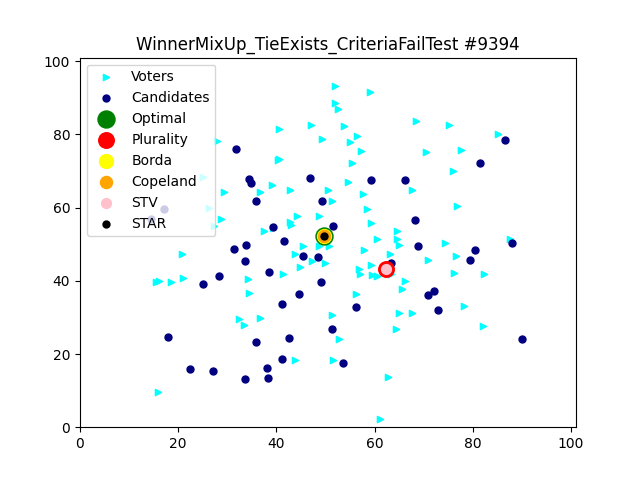 WinnerMixUp_TieExists_CriteriaFailTest #9394
Voters
Candidates
Optimal
Plurality
Borda
Copeland
STV
STAR
100
80
60
40
20
0
0 20 40 60 80 100